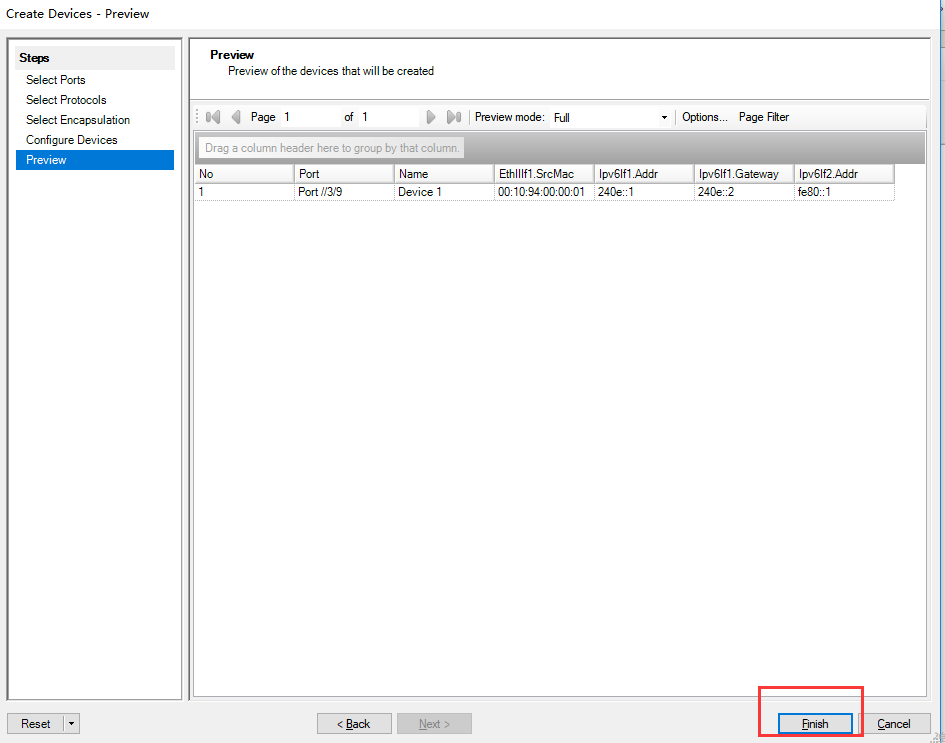 Create Devices - Preview
Steps
Select Ports
Select Protocols
Select Encapsulation
Configure Devices
Preview
Preview
Preview of the devices that will be created
Page 1 of 1 Preview mode: Full Options... Page Filter
Drag a column header here to group by that column.
No Port Name EthIIIf1.SrcMac Ipv6If1.Addr Ipv6If1.Gateway Ipv6If2.Addr
1 Port //3/9 Device 1 00:10:94:00:00:01 240e::1 240e::2 fe80::1
Reset < Back Next > Finish Cancel